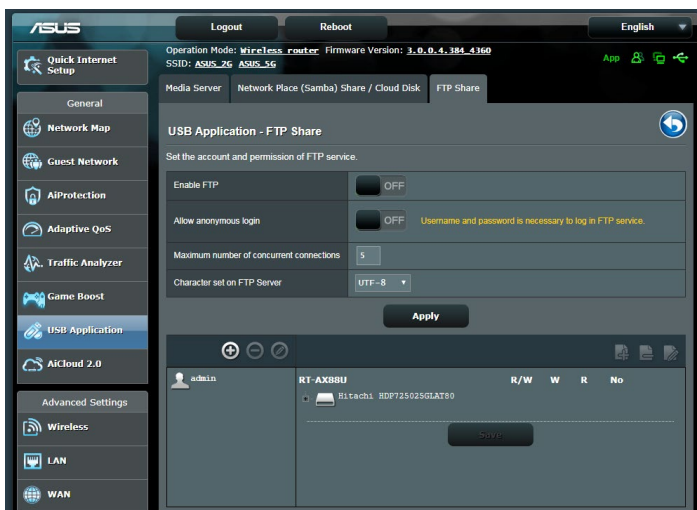 ASUS
Logout
Reboot
English
Quick Internet
Setup
Operation Mode: Wireless router Firmware Version: 3.0.0.4.384_4360
SSID: ASUS_2G ASUS_5G
App
Media Server
Network Place (Samba) Share / Cloud Disk
FTP Share
General
Network Map
Guest Network
AiProtection
Adaptive QoS
Traffic Analyzer
Game Boost
USB Application
AiCloud 2.0
Advanced Settings
Wireless
LAN
WAN
USB Application - FTP Share
Set the account and permission of FTP service.
Enable FTP
OFF
Allow anonymous login
OFF
Username and password is necessary to log in FTP service.
Maximum number of concurrent connections
5
Character set on FTP Server
UTF-8
Apply
admin
RT-AX88U
R/W W R No
Hitachi HDP725025GLAT80
Save